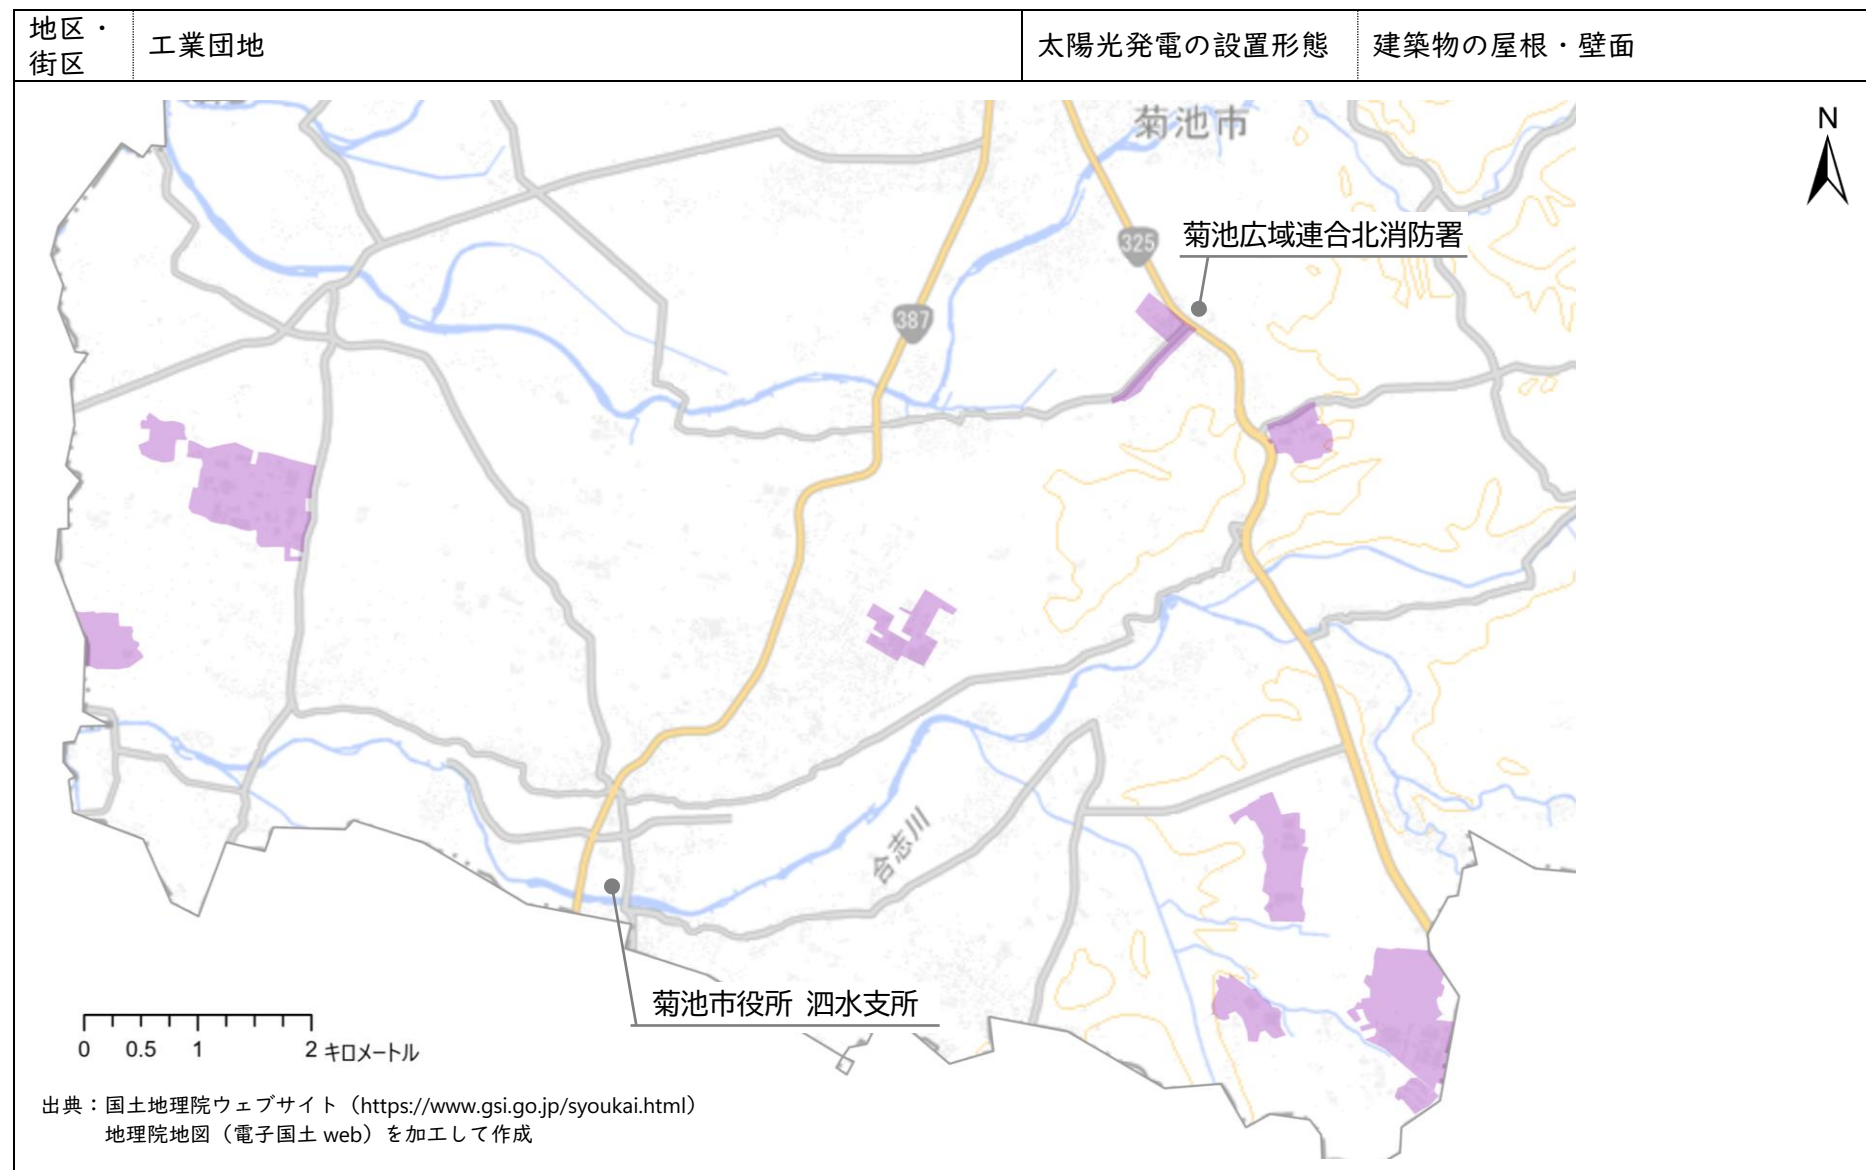 地区・
街区
工業団地
太陽光発電の設置形態
建築物の屋根・壁面
N
菊池市
菊池広域連合北消防署
325
387
合志川
菊池市役所 泗水支所
0 0.5 1 2 キロメートル
出典：国土地理院ウェブサイト（https://www.gsi.go.jp/syoukai.html）
地理院地図（電子国土 web）を加工して作成